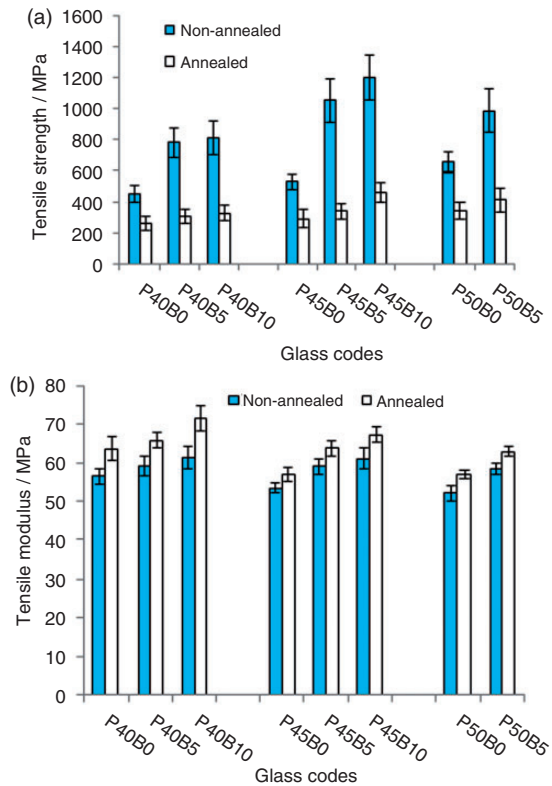 (a)
Tensile strength / MPa
1600
1400
1200
1000
800
600
400
200
0
Non-annealed
Annealed
P40B0
P40B5
P40B10
P45B0
P45B5
P45B10
P50B0
P50B5
Glass codes
(b)
Tensile modulus / MPa
80
70
60
50
40
30
20
10
0
Non-annealed Annealed
P40B0
P40B5
P40B10
P45B0
P45B5
P45B10
P50B0
P50B5
Glass codes